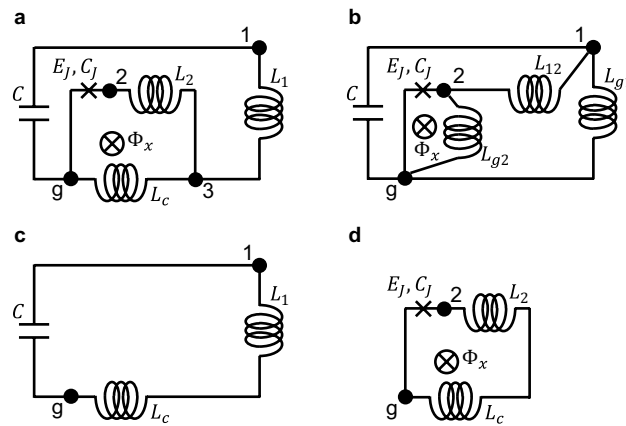 a
1
E_J, C_J
2
L_2
L_1
C
Φ_x
g
L_c
3
b
1
E_J, C_J
2
L_12
L_g
C
Φ_x
L_g2
g
c
1
C
L_1
g
L_c
d
E_J, C_J
2
L_2
Φ_x
g
L_c